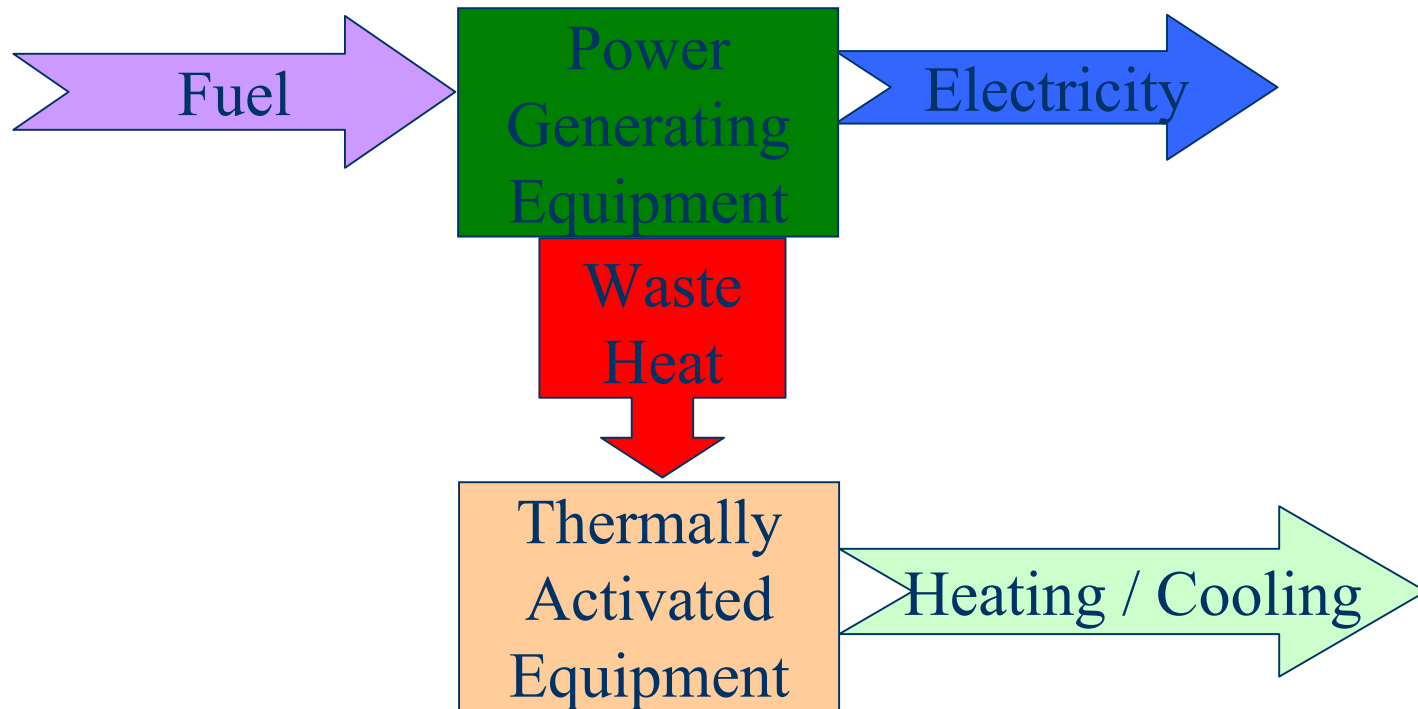 Fuel
Power
Generating
Equipment
Electricity
Waste
Heat
Thermally
Activated
Equipment
Heating / Cooling